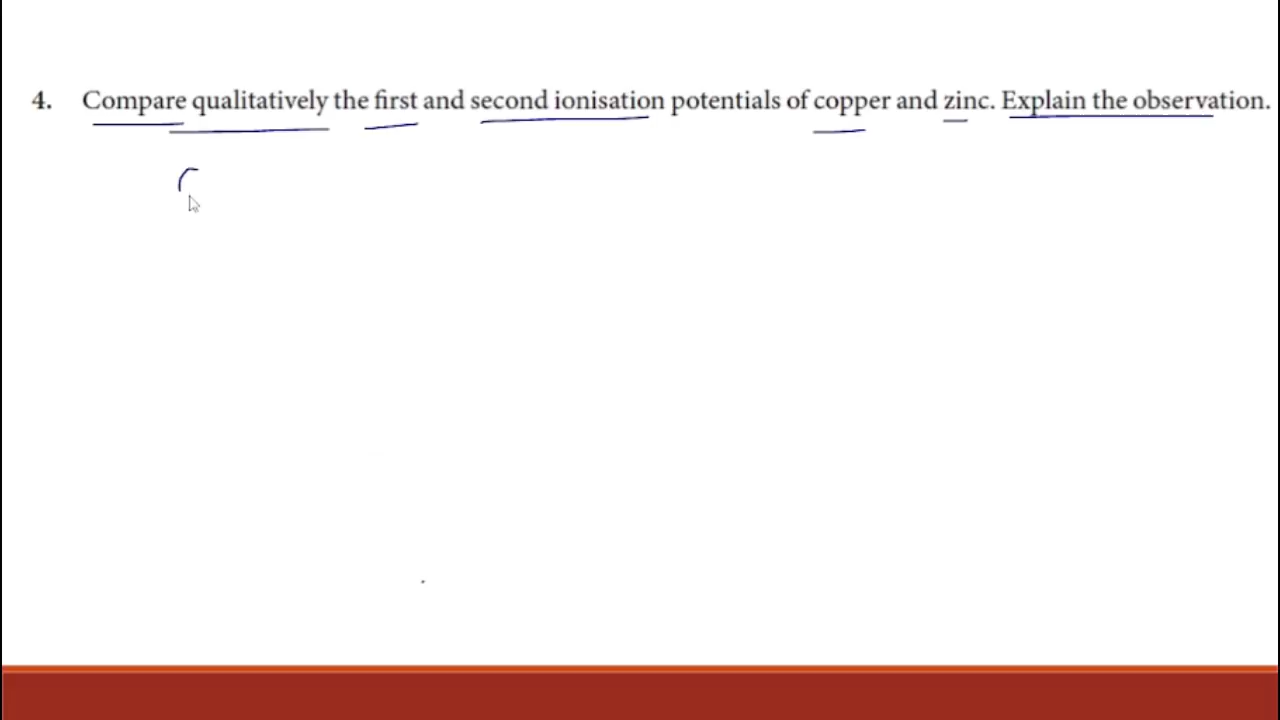 4. Compare qualitatively the first and second ionisation potentials of copper and zinc. Explain the observation.